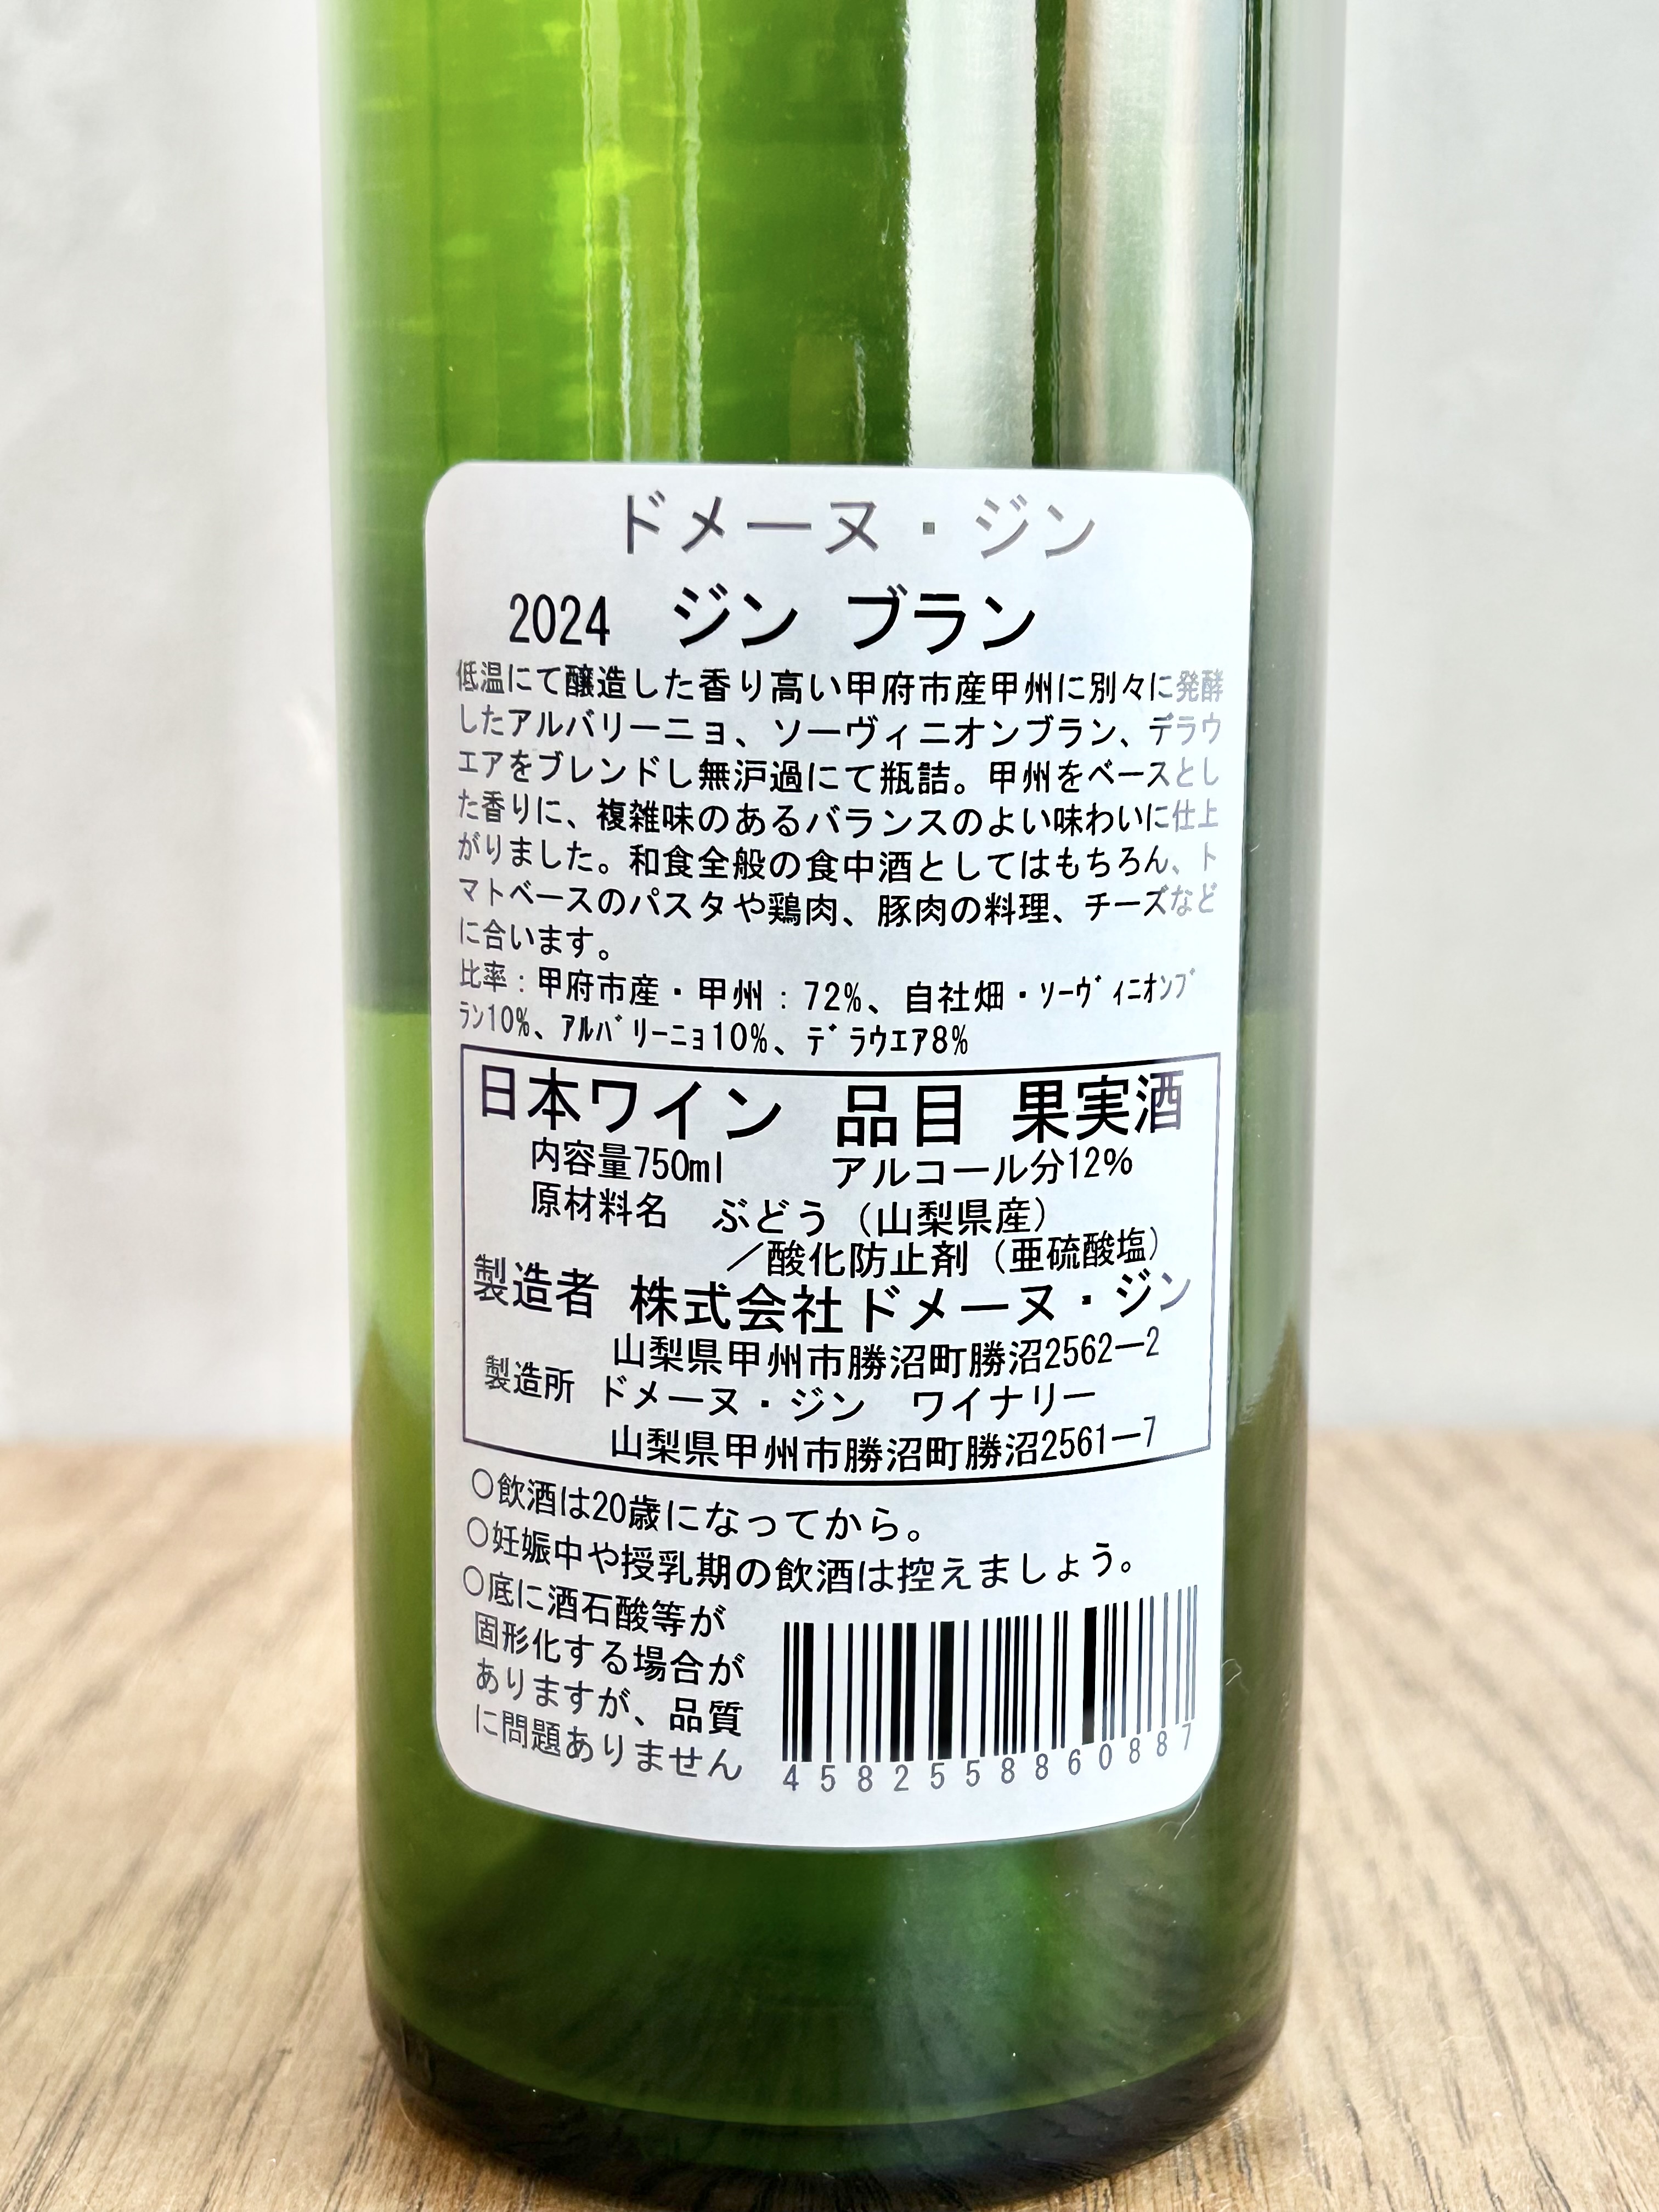 ドメーヌ・ジン
2024 ジン ブラン
低温にて醸造した香り高い甲府市産甲州に別々に発酵
したアルバリーニョ、ソーヴィニオンブラン、デラウ
エアをブレンドし無沪過にて瓶詰。甲州をベースとし
た香りに、複雑味のあるバランスのよい味わいに仕上
がりました。和食全般の食中酒としてはもちろん、ト
マトベースのパスタや鶏肉、豚肉の料理、チーズなど
に合います。
比率：甲府市産・甲州：72%、自社畑・ｿｰｳﾞｨﾆｵﾝﾌﾞ
ﾗﾝ10%、ｱﾙﾊﾞﾘｰﾆｮ10%、ﾃﾞﾗｳｴｱ8%
日本ワイン 品目 果実酒
内容量750ml アルコール分12%
原材料名 ぶどう（山梨県産）
／酸化防止剤（亜硫酸塩）
製造者 株式会社ドメーヌ・ジン
山梨県甲州市勝沼町勝沼2562ー2
製造所 ドメーヌ・ジン ワイナリー
山梨県甲州市勝沼町勝沼2561ー7
○飲酒は20歳になってから。
○妊娠中や授乳期の飲酒は控えましょう。
○底に酒石酸等が
固形化する場合が
ありますが、品質
に問題ありません
4582558860887